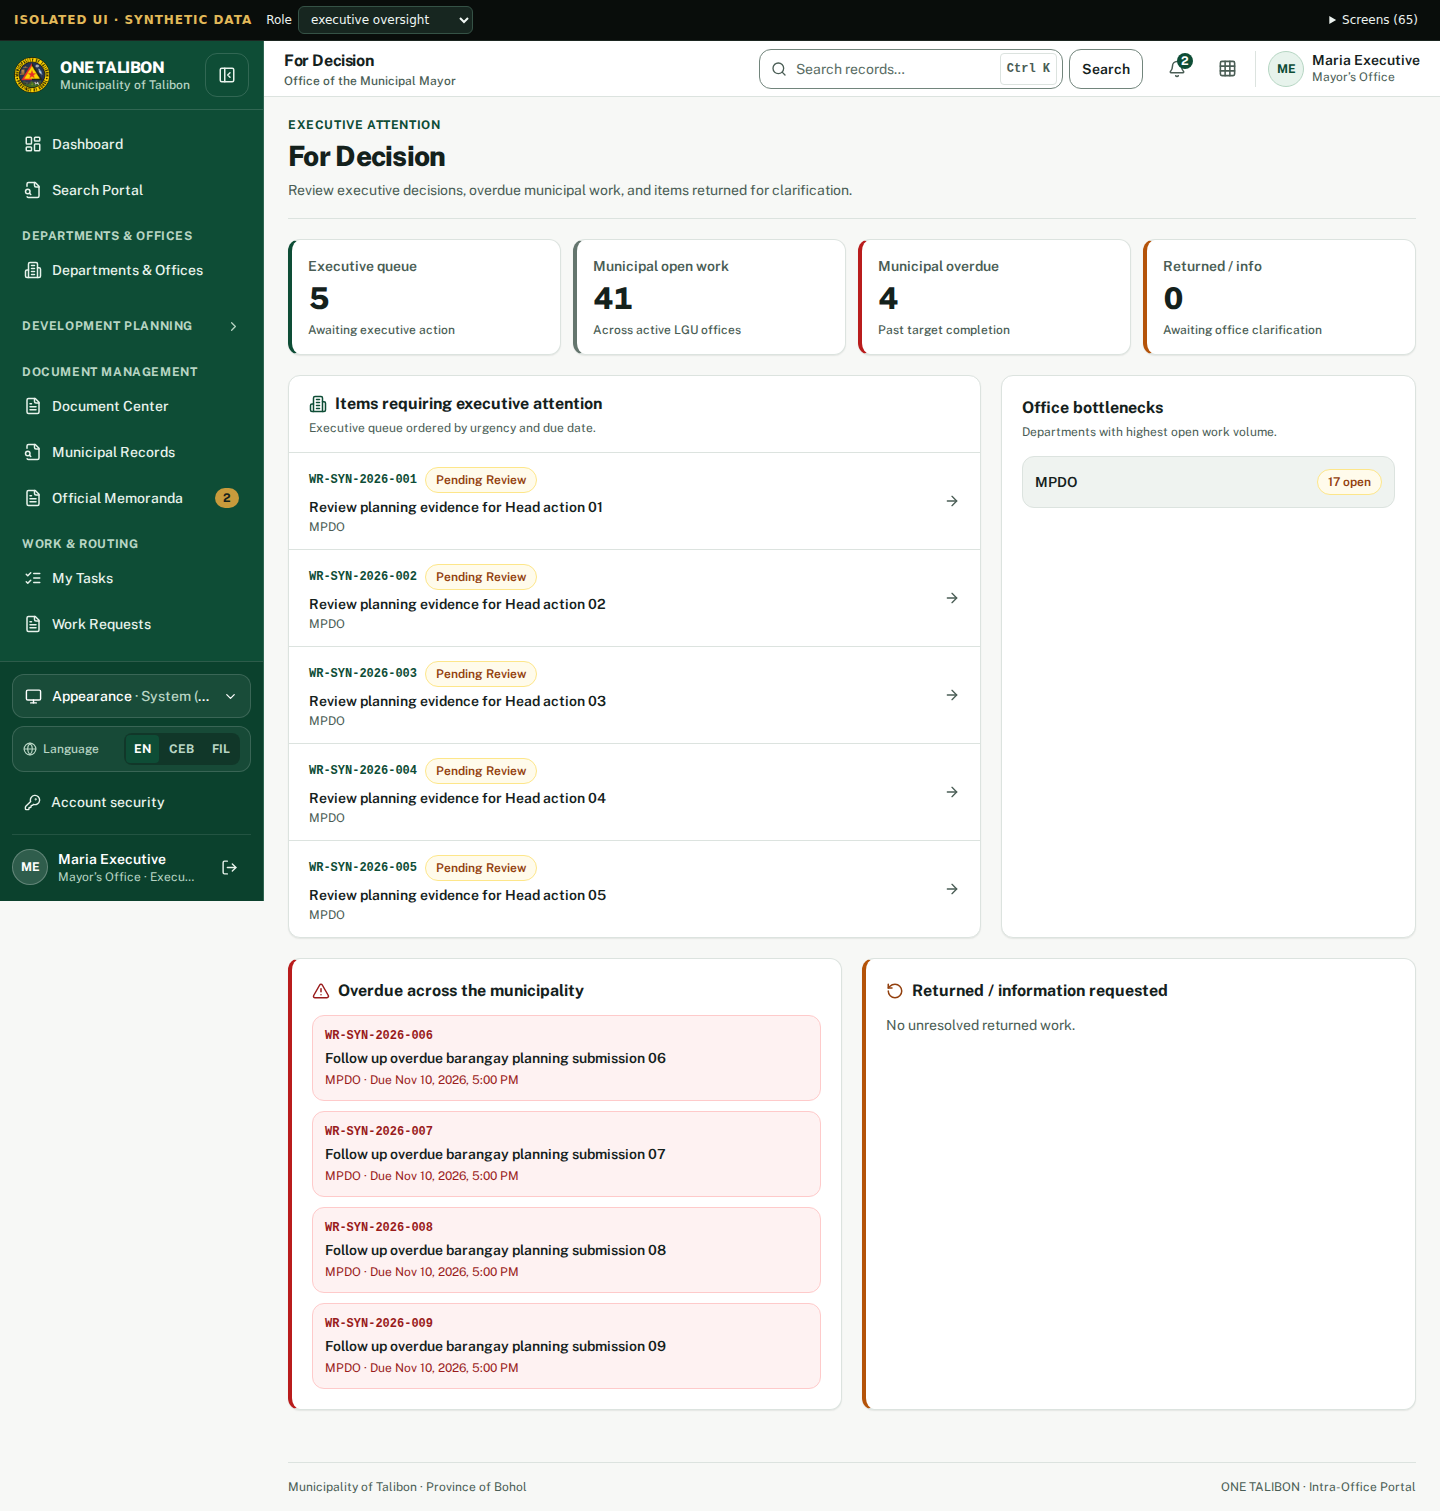 ISOLATED UI · SYNTHETIC DATA
Role
executive oversight
Screens (65)
ONE TALIBON
Municipality of Talibon
For Decision
Office of the Municipal Mayor
Search records...
Ctrl K
Search
2
ME
Maria Executive
Mayor's Office
Dashboard
Search Portal
DEPARTMENTS & OFFICES
Departments & Offices
DEVELOPMENT PLANNING
DOCUMENT MANAGEMENT
Document Center
Municipal Records
Official Memoranda
2
WORK & ROUTING
My Tasks
Work Requests
Appearance · System (...
Language
EN
CEB
FIL
Account security
ME
Maria Executive
Mayor's Office · Execu...
EXECUTIVE ATTENTION
For Decision
Review executive decisions, overdue municipal work, and items returned for clarification.
Executive queue
5
Awaiting executive action
Municipal open work
41
Across active LGU offices
Municipal overdue
4
Past target completion
Returned / info
0
Awaiting office clarification
Items requiring executive attention
Executive queue ordered by urgency and due date.
WR-SYN-2026-001 Pending Review
Review planning evidence for Head action 01
MPDO
WR-SYN-2026-002 Pending Review
Review planning evidence for Head action 02
MPDO
WR-SYN-2026-003 Pending Review
Review planning evidence for Head action 03
MPDO
WR-SYN-2026-004 Pending Review
Review planning evidence for Head action 04
MPDO
WR-SYN-2026-005 Pending Review
Review planning evidence for Head action 05
MPDO
Office bottlenecks
Departments with highest open work volume.
MPDO
17 open
Overdue across the municipality
WR-SYN-2026-006
Follow up overdue barangay planning submission 06
MPDO · Due Nov 10, 2026, 5:00 PM
WR-SYN-2026-007
Follow up overdue barangay planning submission 07
MPDO · Due Nov 10, 2026, 5:00 PM
WR-SYN-2026-008
Follow up overdue barangay planning submission 08
MPDO · Due Nov 10, 2026, 5:00 PM
WR-SYN-2026-009
Follow up overdue barangay planning submission 09
MPDO · Due Nov 10, 2026, 5:00 PM
Returned / information requested
No unresolved returned work.
Municipality of Talibon · Province of Bohol
ONE TALIBON · Intra-Office Portal